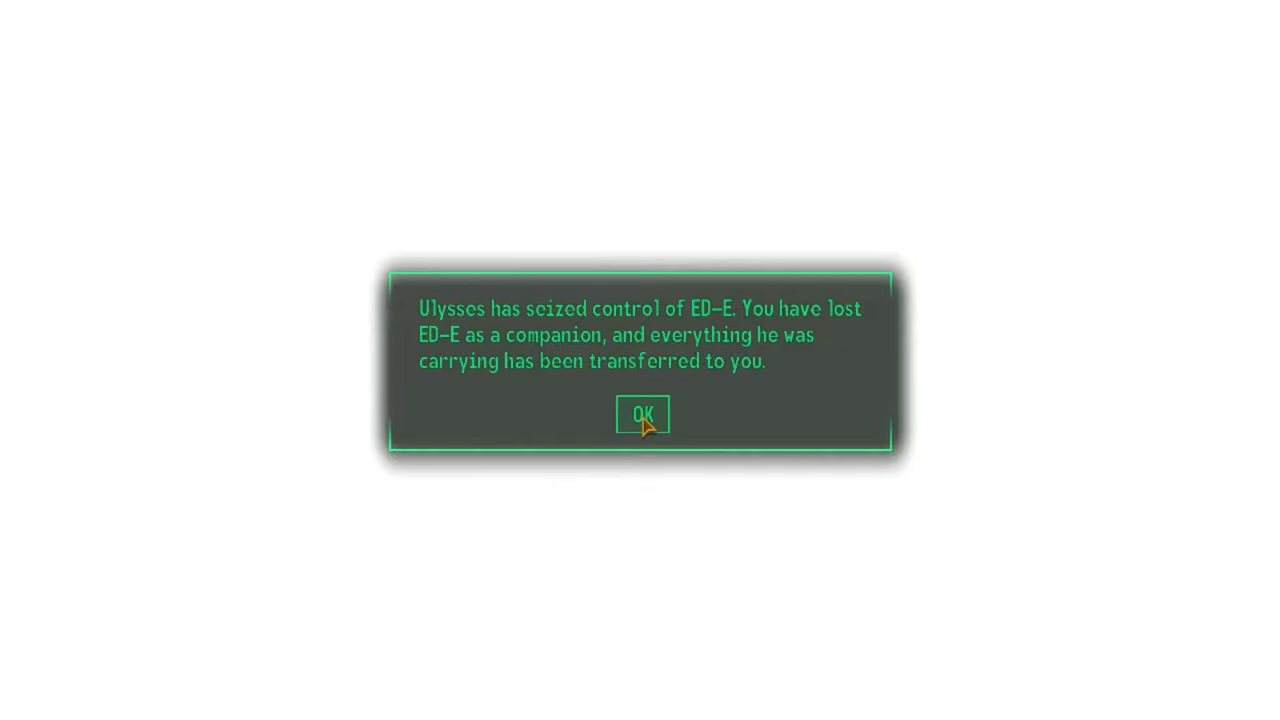 Ulysses has seized control of ED-E. You have lost
ED-E as a companion, and everything he was
carrying has been transferred to you.
OK